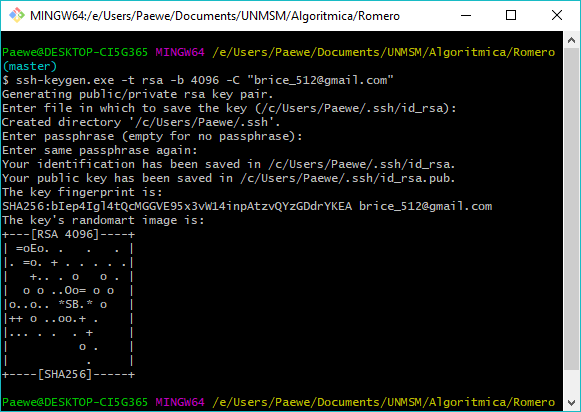 MINGW64:/e/Users/Paewe/Documents/UNMSM/Algoritmica/Romero
Paewe@DESKTOP-CI5G365 MINGW64 /e/Users/Paewe/Documents/UNMSM/Algoritmica/Romero
(master)
$ ssh-keygen.exe -t rsa -b 4096 -C "brice_512@gmail.com"
Generating public/private rsa key pair.
Enter file in which to save the key (/c/Users/Paewe/.ssh/id_rsa):
Created directory '/c/Users/Paewe/.ssh'.
Enter passphrase (empty for no passphrase):
Enter same passphrase again:
Your identification has been saved in /c/Users/Paewe/.ssh/id_rsa.
Your public key has been saved in /c/Users/Paewe/.ssh/id_rsa.pub.
The key fingerprint is:
SHA256:bIep4Igl4tQcMGGVE95x3vW14inpAtzvQYzGDdrYKEA brice_512@gmail.com
The key's randomart image is:
+---[RSA 4096]----+
| =oEo. .   .   . |
|. =o. + . . . . .|
|   +.. . o   o . |
|  o o ..Oo= o o  |
|o..o.. *SB.* o   |
|++ o ..oo.+ .    |
|... . .  . +     |
|          o .    |
|           .     |
+----[SHA256]-----+
Paewe@DESKTOP-CI5G365 MINGW64 /e/Users/Paewe/Documents/UNMSM/Algoritmica/Romero